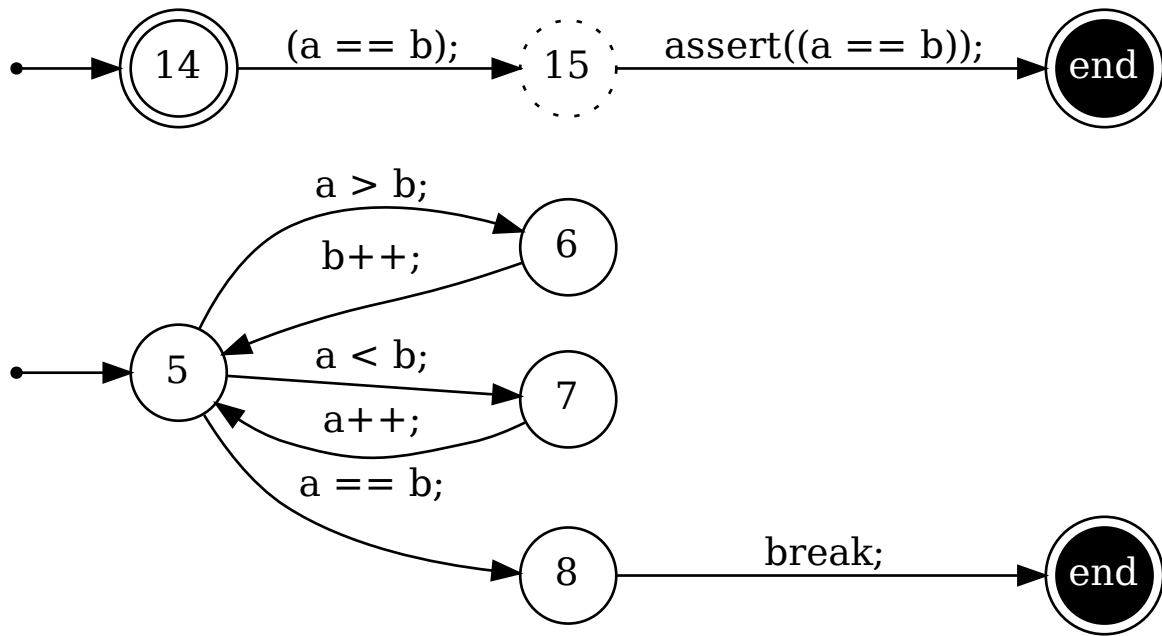 14
(a == b);
15
assert((a == b));
end
a > b;
6
b++;
5
a < b;
7
a++;
a == b;
8
break;
end